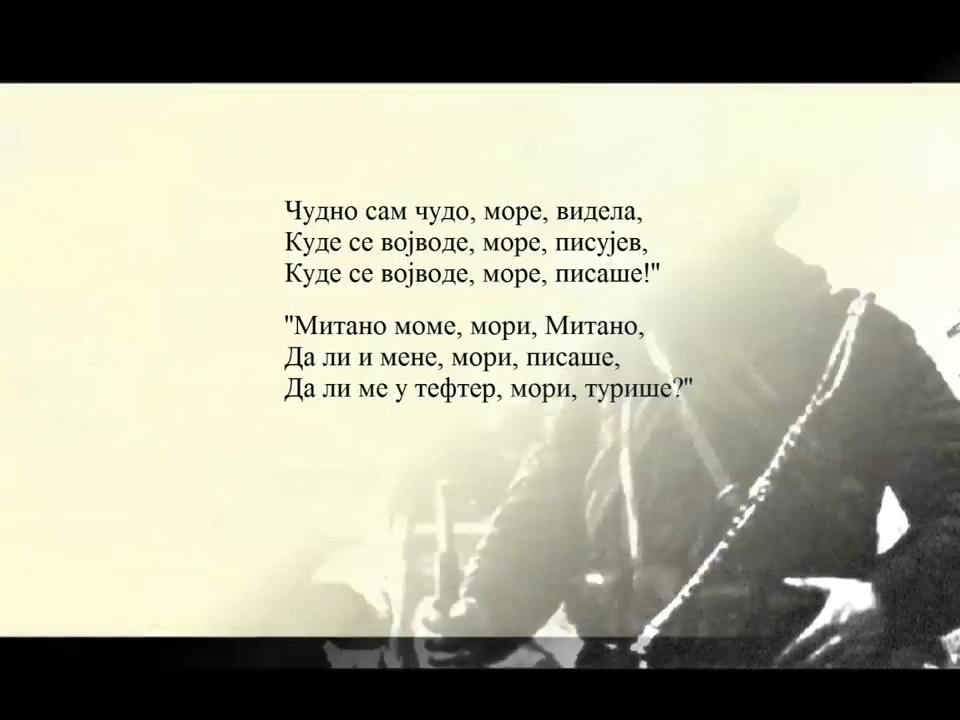 Чудно сам чудо, море, видела,
Куде се војводе, море, писујев,
Куде се војводе, море, писаше!"
"Митано моме, мори, Митано,
Да ли и мене, мори, писаше,
Да ли ме у тефтер, мори, турише?"